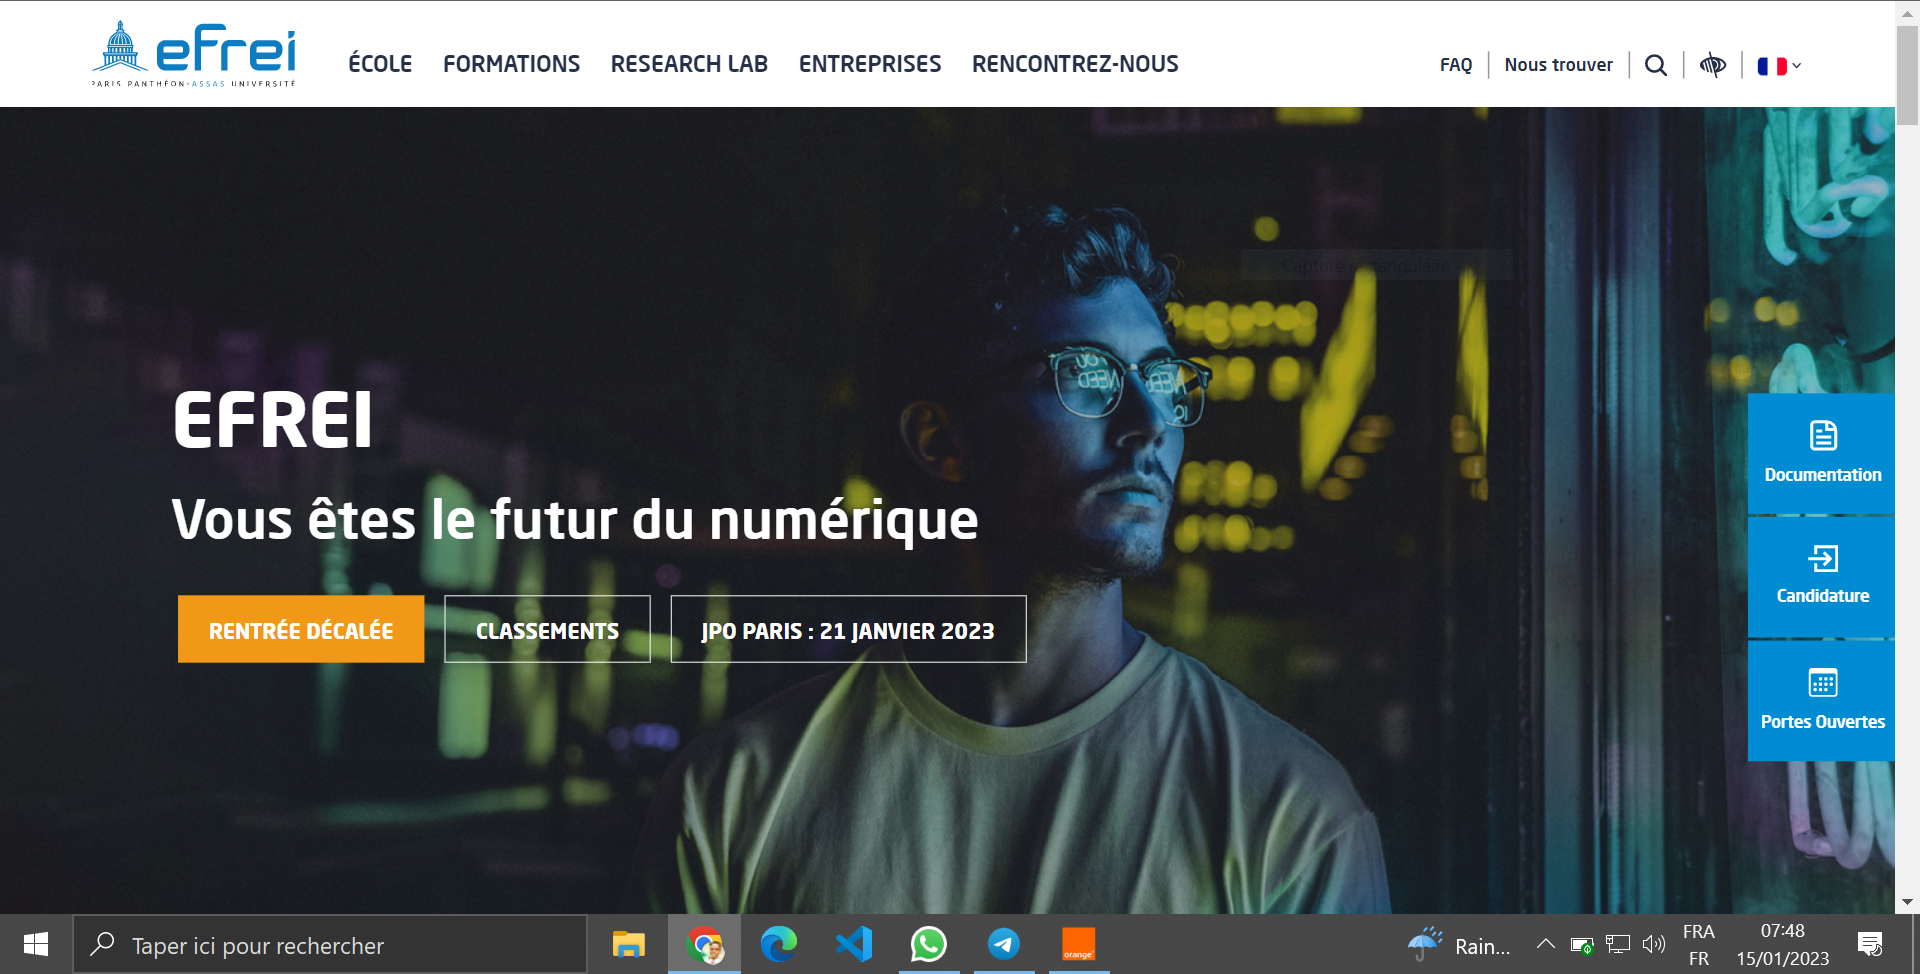 efrei
PARIS PANTHÉON-ASSAS UNIVERSITÉ
ÉCOLE
FORMATIONS
RESEARCH LAB
ENTREPRISES
RENCONTREZ-NOUS
FAQ
Nous trouver
Capture rectangulaire
EFREI
Vous êtes le futur du numérique
RENTRÉE DÉCALÉE
CLASSEMENTS
JPO PARIS : 21 JANVIER 2023
Documentation
Candidature
Portes Ouvertes
Taper ici pour rechercher
orange
Rain...
FRA
FR
07:48
15/01/2023